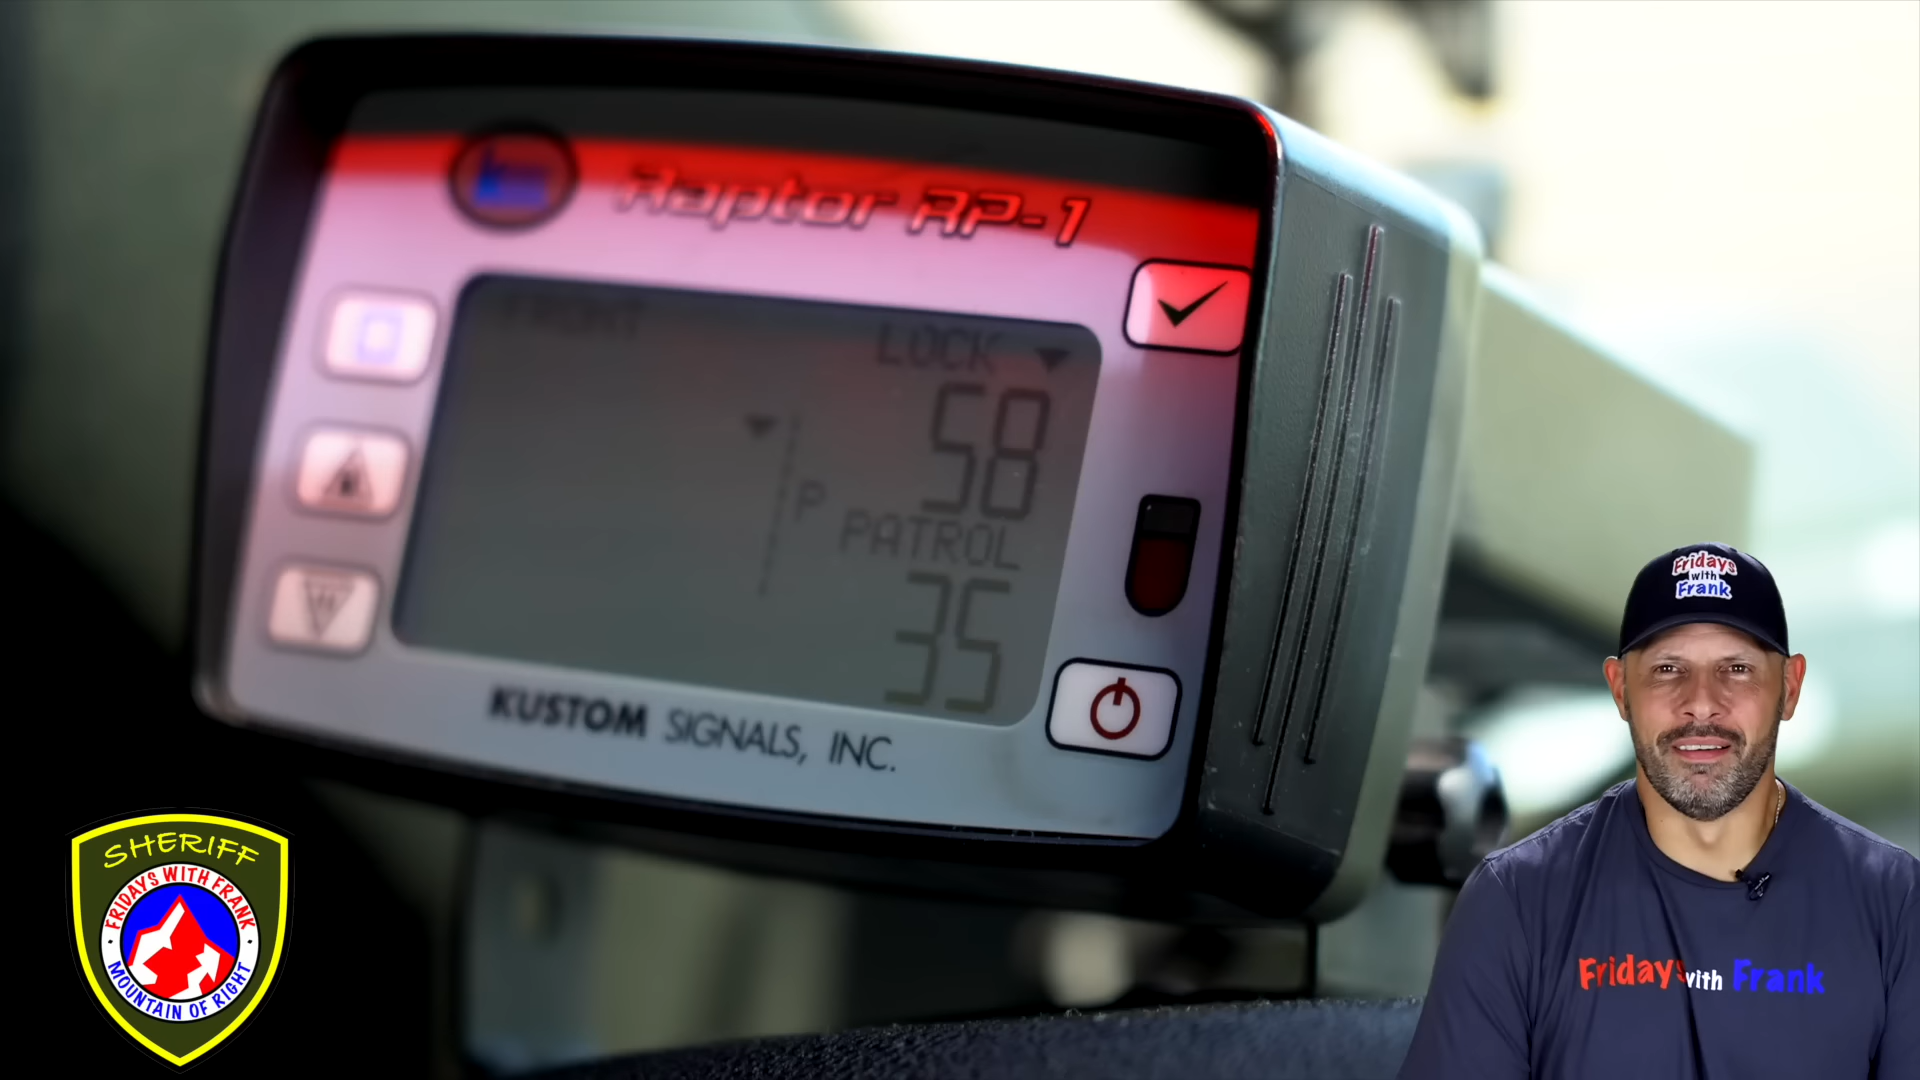 Raptor RP-1
FRONT
LOCK
58
P PATROL
35
KUSTOM SIGNALS, INC.
SHERIFF
FRIDAYS WITH FRANK
MOUNTAIN OF RIGHT
Fridays
with
Frank
Fridays with Frank